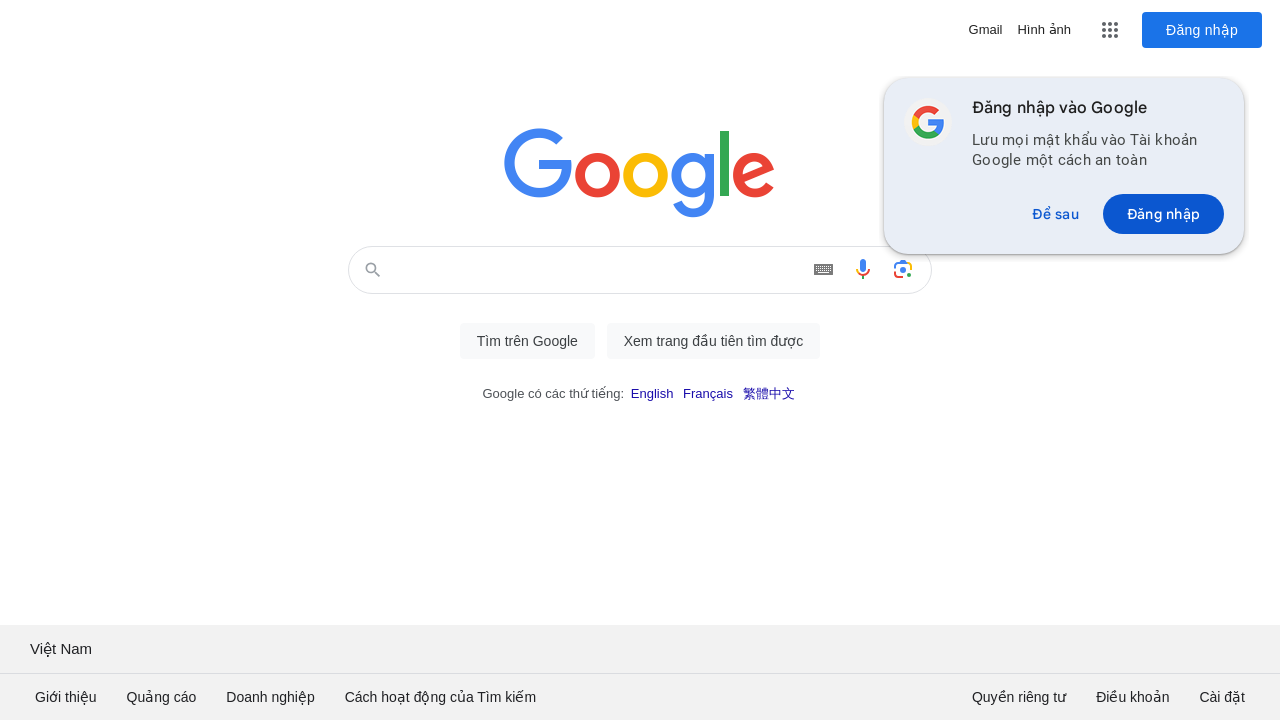 Gmail
Hình ảnh
Đăng nhập
Đăng nhập vào Google
Lưu mọi mật khẩu vào Tài khoản
Google một cách an toàn
Để sau
Đăng nhập
Google
Tìm trên Google
Xem trang đầu tiên tìm được
Google có các thứ tiếng: English Français 繁體中文
Việt Nam
Giới thiệu
Quảng cáo
Doanh nghiệp
Cách hoạt động của Tìm kiếm
Quyền riêng tư
Điều khoản
Cài đặt